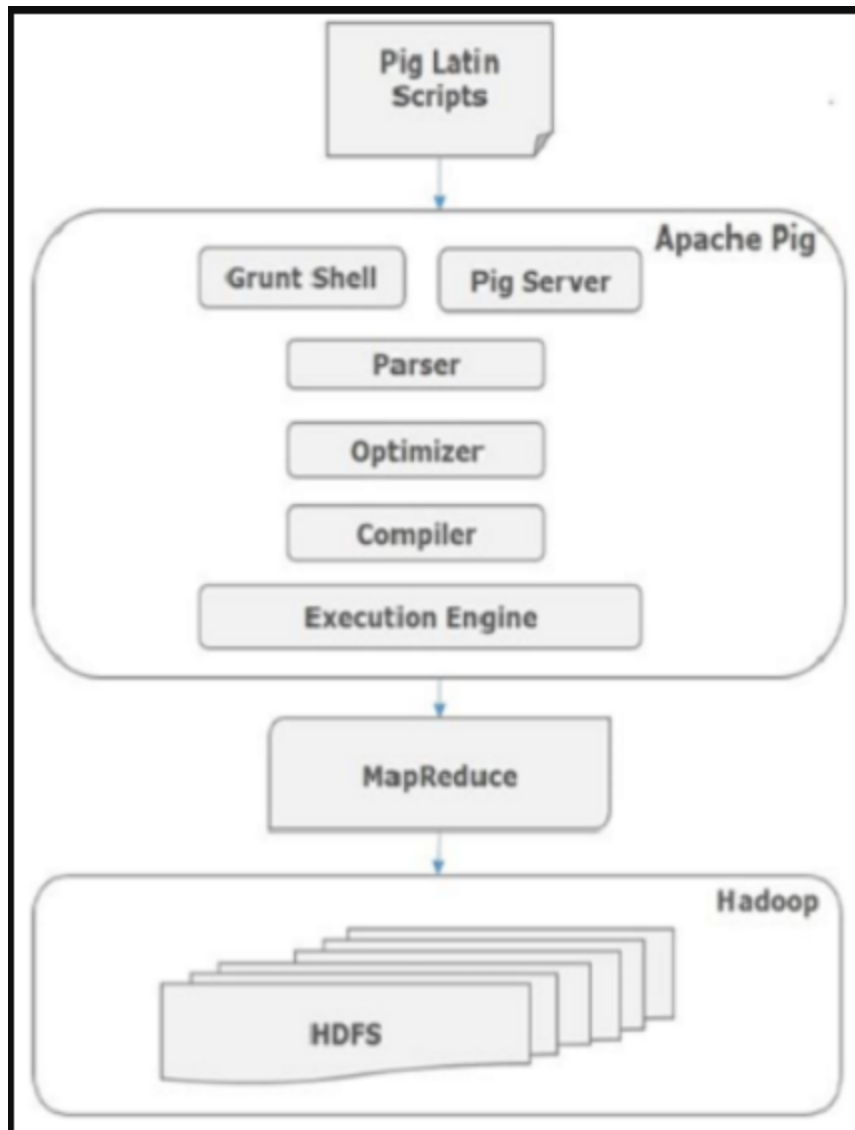 Pig Latin
Scripts
Apache Pig
Grunt Shell
Pig Server
Parser
Optimizer
Compiler
Execution Engine
MapReduce
Hadoop
HDFS